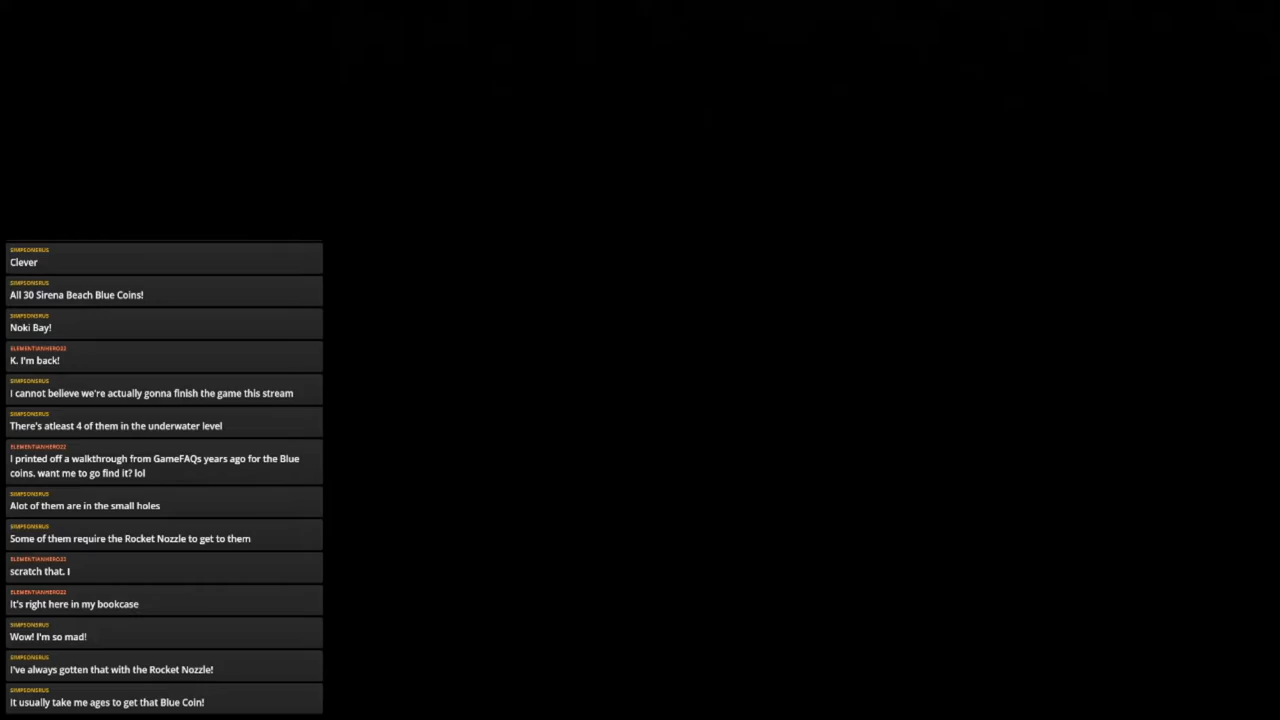 SIMPSONSRUS
Clever
SIMPSONSRUS
All 30 Sirena Beach Blue Coins!
SIMPSONSRUS
Noki Bay!
ELEMENTIANHERO22
K. I'm back!
SIMPSONSRUS
I cannot believe we're actually gonna finish the game this stream
SIMPSONSRUS
There's atleast 4 of them in the underwater level
ELEMENTIANHERO22
I printed off a walkthrough from GameFAQs years ago for the Blue
coins. want me to go find it? lol
SIMPSONSRUS
Alot of them are in the small holes
SIMPSONSRUS
Some of them require the Rocket Nozzle to get to them
ELEMENTIANHERO22
scratch that. I
ELEMENTIANHERO22
It's right here in my bookcase
SIMPSONSRUS
Wow! I'm so mad!
SIMPSONSRUS
I've always gotten that with the Rocket Nozzle!
SIMPSONSRUS
It usually take me ages to get that Blue Coin!